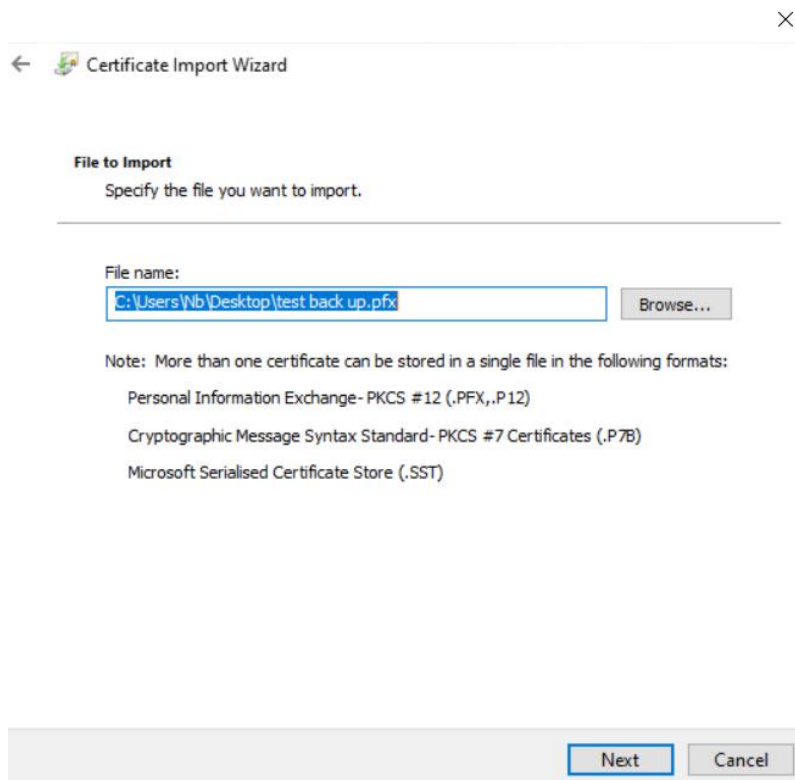 Certificate Import Wizard
File to Import
Specify the file you want to import.
File name:
C:\Users\Nb\Desktop\test back up.pfx
Browse...
Note: More than one certificate can be stored in a single file in the following formats:
Personal Information Exchange- PKCS #12 (.PFX,.P12)
Cryptographic Message Syntax Standard- PKCS #7 Certificates (.P7B)
Microsoft Serialised Certificate Store (.SST)
Next Cancel